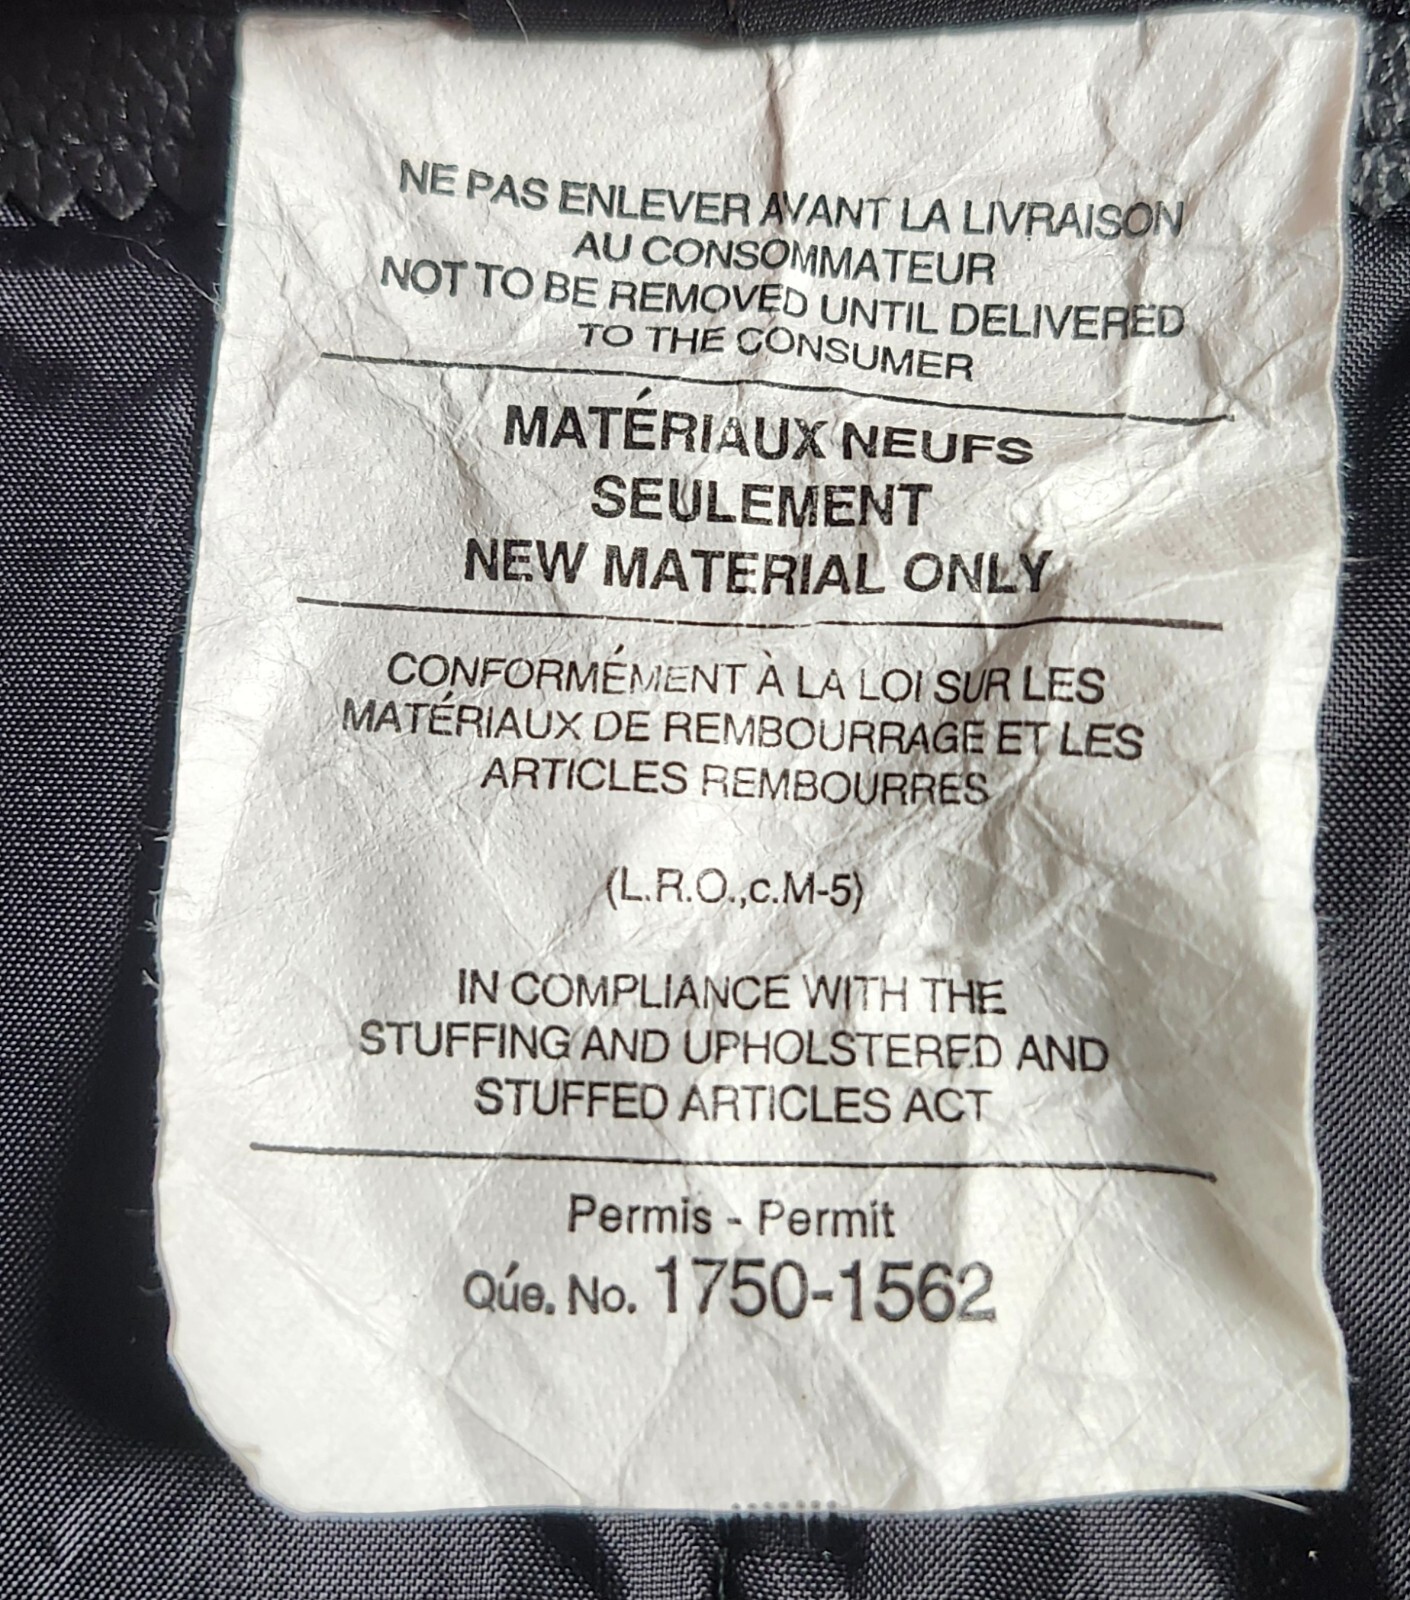 NE PAS ENLEVER AVANT LA LIVRAISON
AU CONSOMMATEUR
NOT TO BE REMOVED UNTIL DELIVERED
TO THE CONSUMER
MATÉRIAUX NEUFS
SEULEMENT
NEW MATERIAL ONLY
CONFORMÉMENT À LA LOI SUR LES
MATÉRIAUX DE REMBOURRAGE ET LES
ARTICLES REMBOURRES
(L.R.O.,c.M-5)
IN COMPLIANCE WITH THE
STUFFING AND UPHOLSTERED AND
STUFFED ARTICLES ACT
Permis - Permit
Qúe. No. 1750-1562